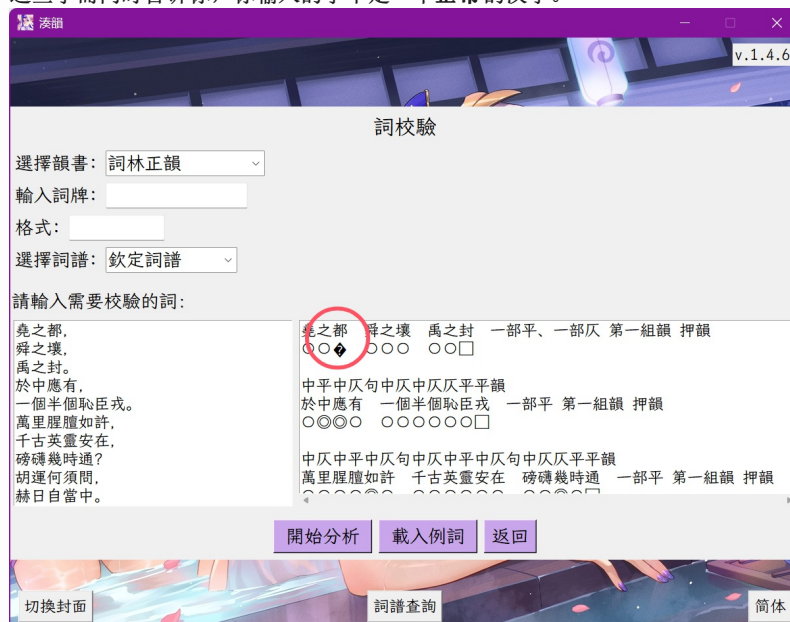 湊韻
v.1.4.6
詞校驗
選擇韻書: 詞林正韻
輸入詞牌:
格式:
選擇詞譜: 欽定詞譜
請輸入需要校驗的詞:
堯之都,
舜之壤,
禹之封。
於中應有,
一個半個恥臣戎。
萬里腥膻如許,
千古英靈安在,
磅礴幾時通?
胡運何須問,
赫日自當中。
堯之都 舜之壤 禹之封 一部平、一部仄 第一組韻 押韻
○○� ○○○ ○○□
中平中仄句中仄中仄仄平平韻
於中應有 一個半個恥臣戎 一部平 第一組韻 押韻
○◎◎○ ○○○○○○□
中仄中平中仄句中仄中平中仄句中仄仄平平韻
萬里腥膻如許 千古英靈安在 磅礴幾時通 一部平 第一組韻 押韻
開始分析 載入例詞 返回
切換封面 詞譜查詢 简体